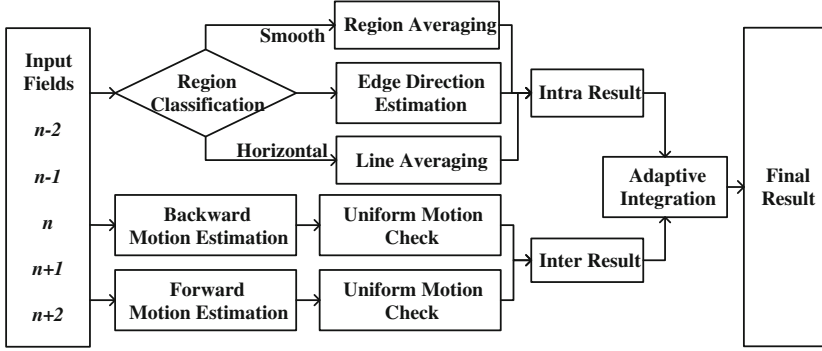 Input
Fields
n-2
n-1
n
n+1
n+2
Region
Classification
Smooth
Horizontal
Region Averaging
Edge Direction
Estimation
Line Averaging
Intra Result
Backward
Motion Estimation
Uniform Motion
Check
Forward
Motion Estimation
Uniform Motion
Check
Inter Result
Adaptive
Integration
Final
Result